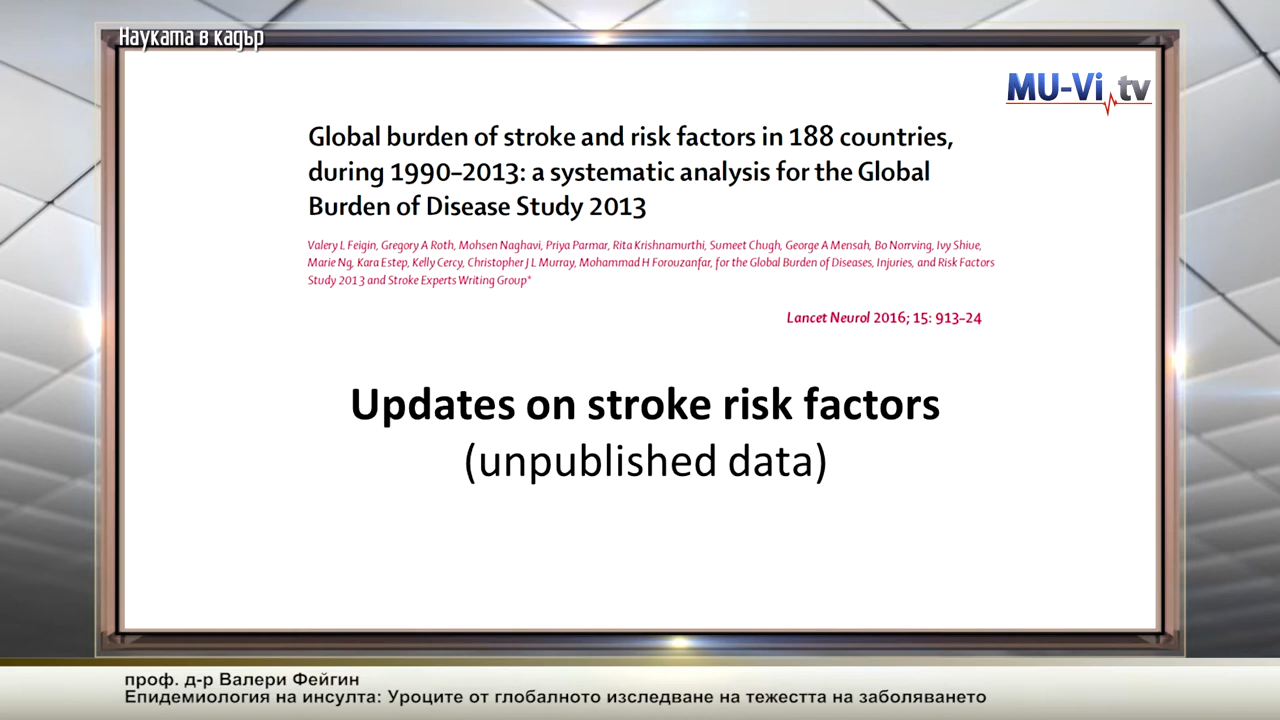 Науката в кадър
MU-Vi.tv
Global burden of stroke and risk factors in 188 countries,
during 1990–2013: a systematic analysis for the Global
Burden of Disease Study 2013
Valery L Feigin, Gregory A Roth, Mohsen Naghavi, Priya Parmar, Rita Krishnamurthi, Sumeet Chugh, George A Mensah, Bo Norrving, Ivy Shiue,
Marie Ng, Kara Estep, Kelly Cercy, Christopher J L Murray, Mohammad H Forouzanfar, for the Global Burden of Diseases, Injuries, and Risk Factors
Study 2013 and Stroke Experts Writing Group*
Lancet Neurol 2016; 15: 913–24
Updates on stroke risk factors
(unpublished data)
проф. д-р Валери Фейгин
Епидемиология на инсулта: Уроците от глобалното изследване на тежестта на заболяването